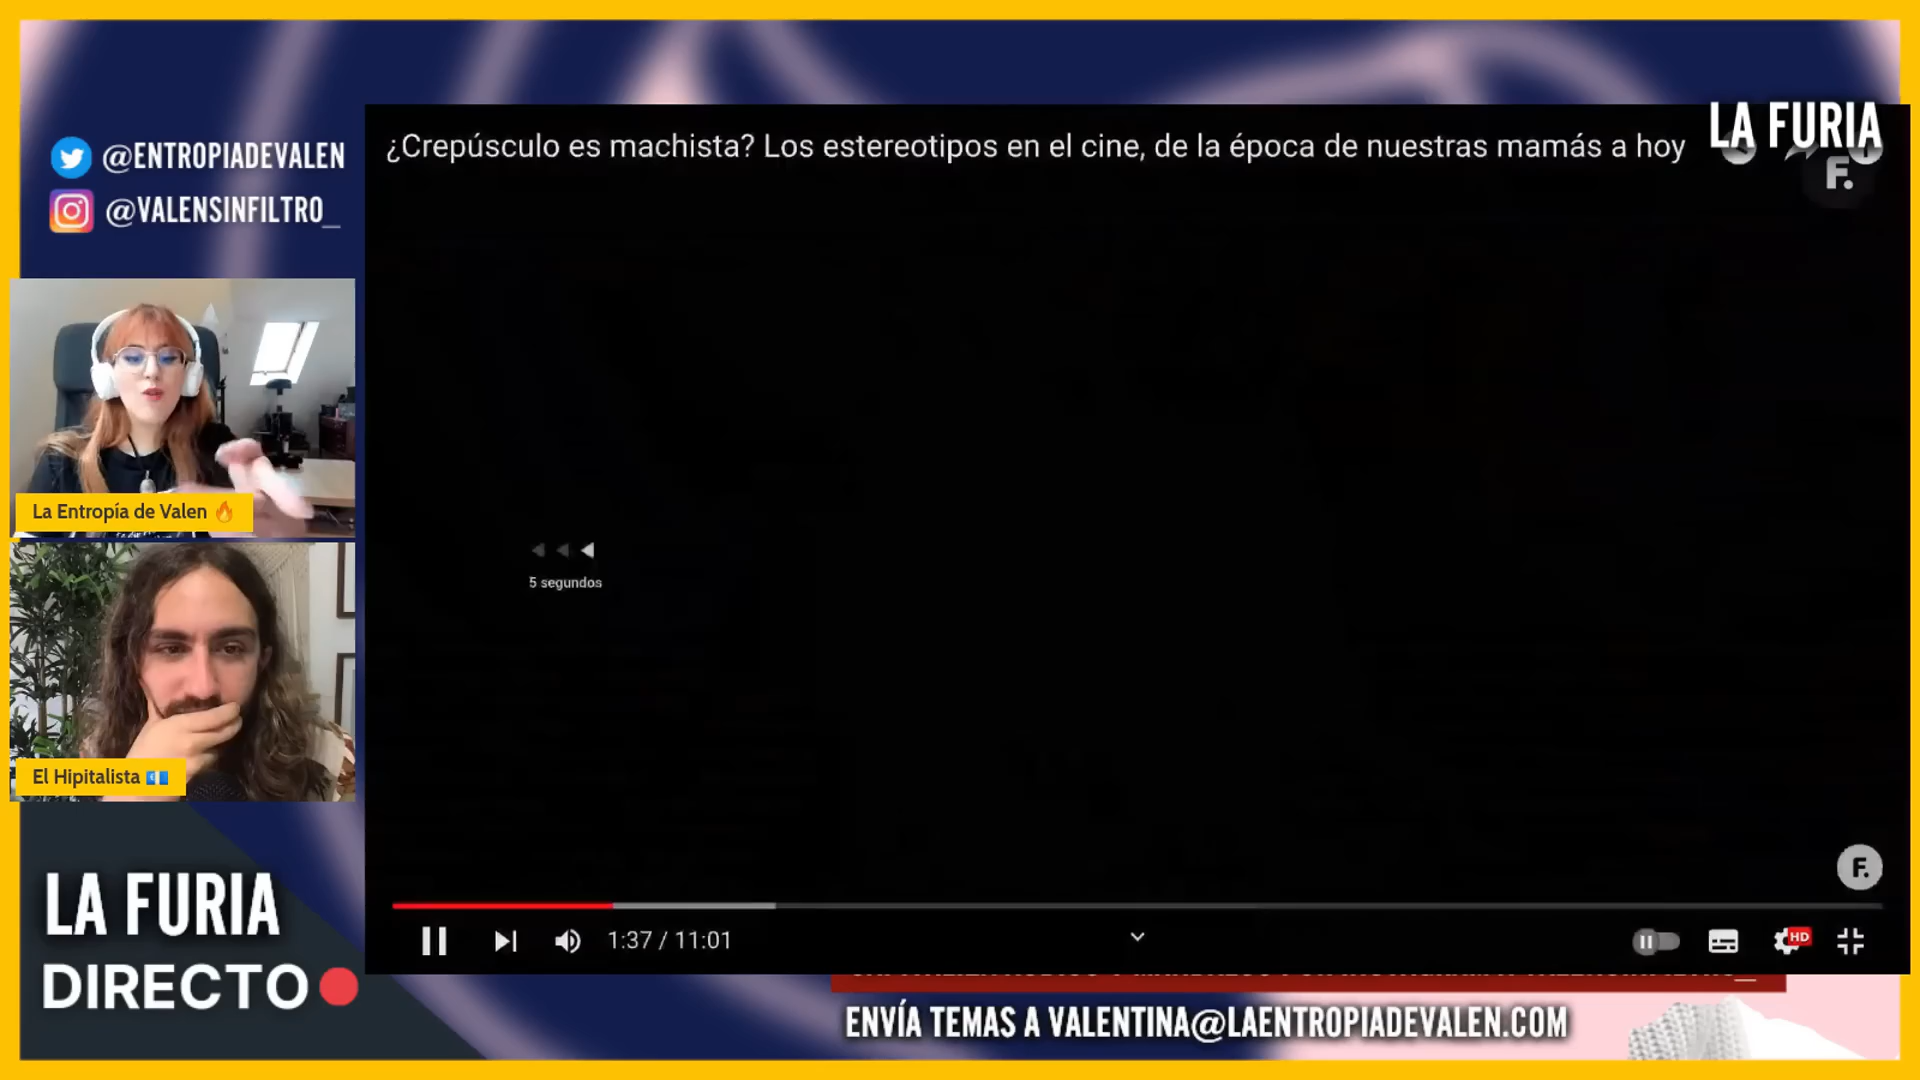 @ENTROPIADEVALEN
@VALENSINFILTRO_
¿Crepúsculo es machista? Los estereotipos en el cine, de la época de nuestras mamás a hoy
LA FURIA
F.
5 segundos
La Entropía de Valen
El Hipitalista
F.
1:37 / 11:01
HD
LA FURIA
DIRECTO
ENVÍA TEMAS A VALENTINA@LAENTROPIADEVALEN.COM